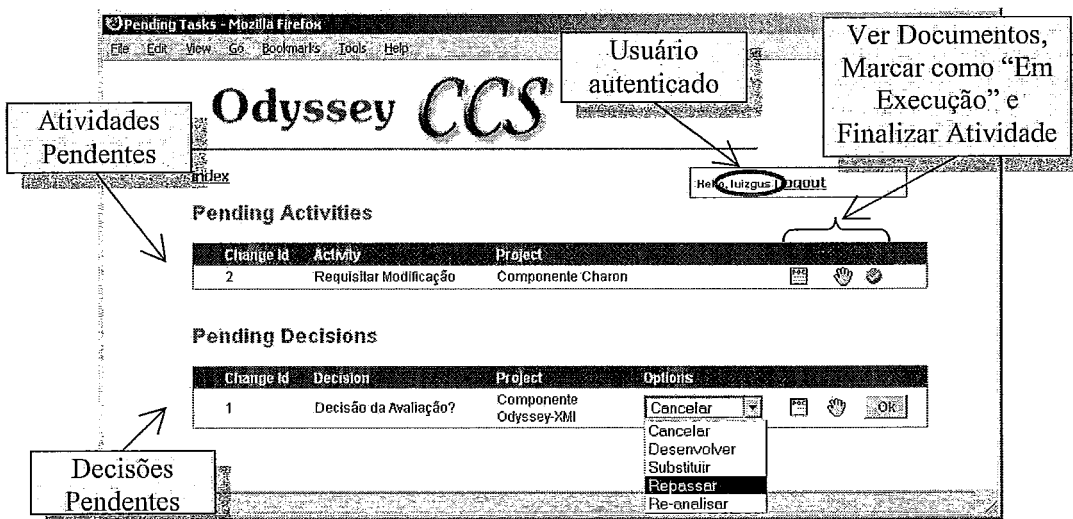 Pending Tasks - Mozilla Firefox
File Edit View Go Bookmarks Tools Help
Usuário
autenticado
Ver Documentos,
Marcar como “Em
Execução” e
Finalizar Atividade
Odyssey CCS
Atividades
Pendentes
Index
Hello, luizgus Logout
Pending Activities
Change Id Activity Project
2 Requisitar Modificação Componente Charon
Pending Decisions
Change Id Decision Project Options
1 Decisão da Avaliação? Componente
Odyssey-XMI Cancelar Ok
Cancelar
Desenvolver
Substituir
Repassar
Re-analisar
Decisões
Pendentes